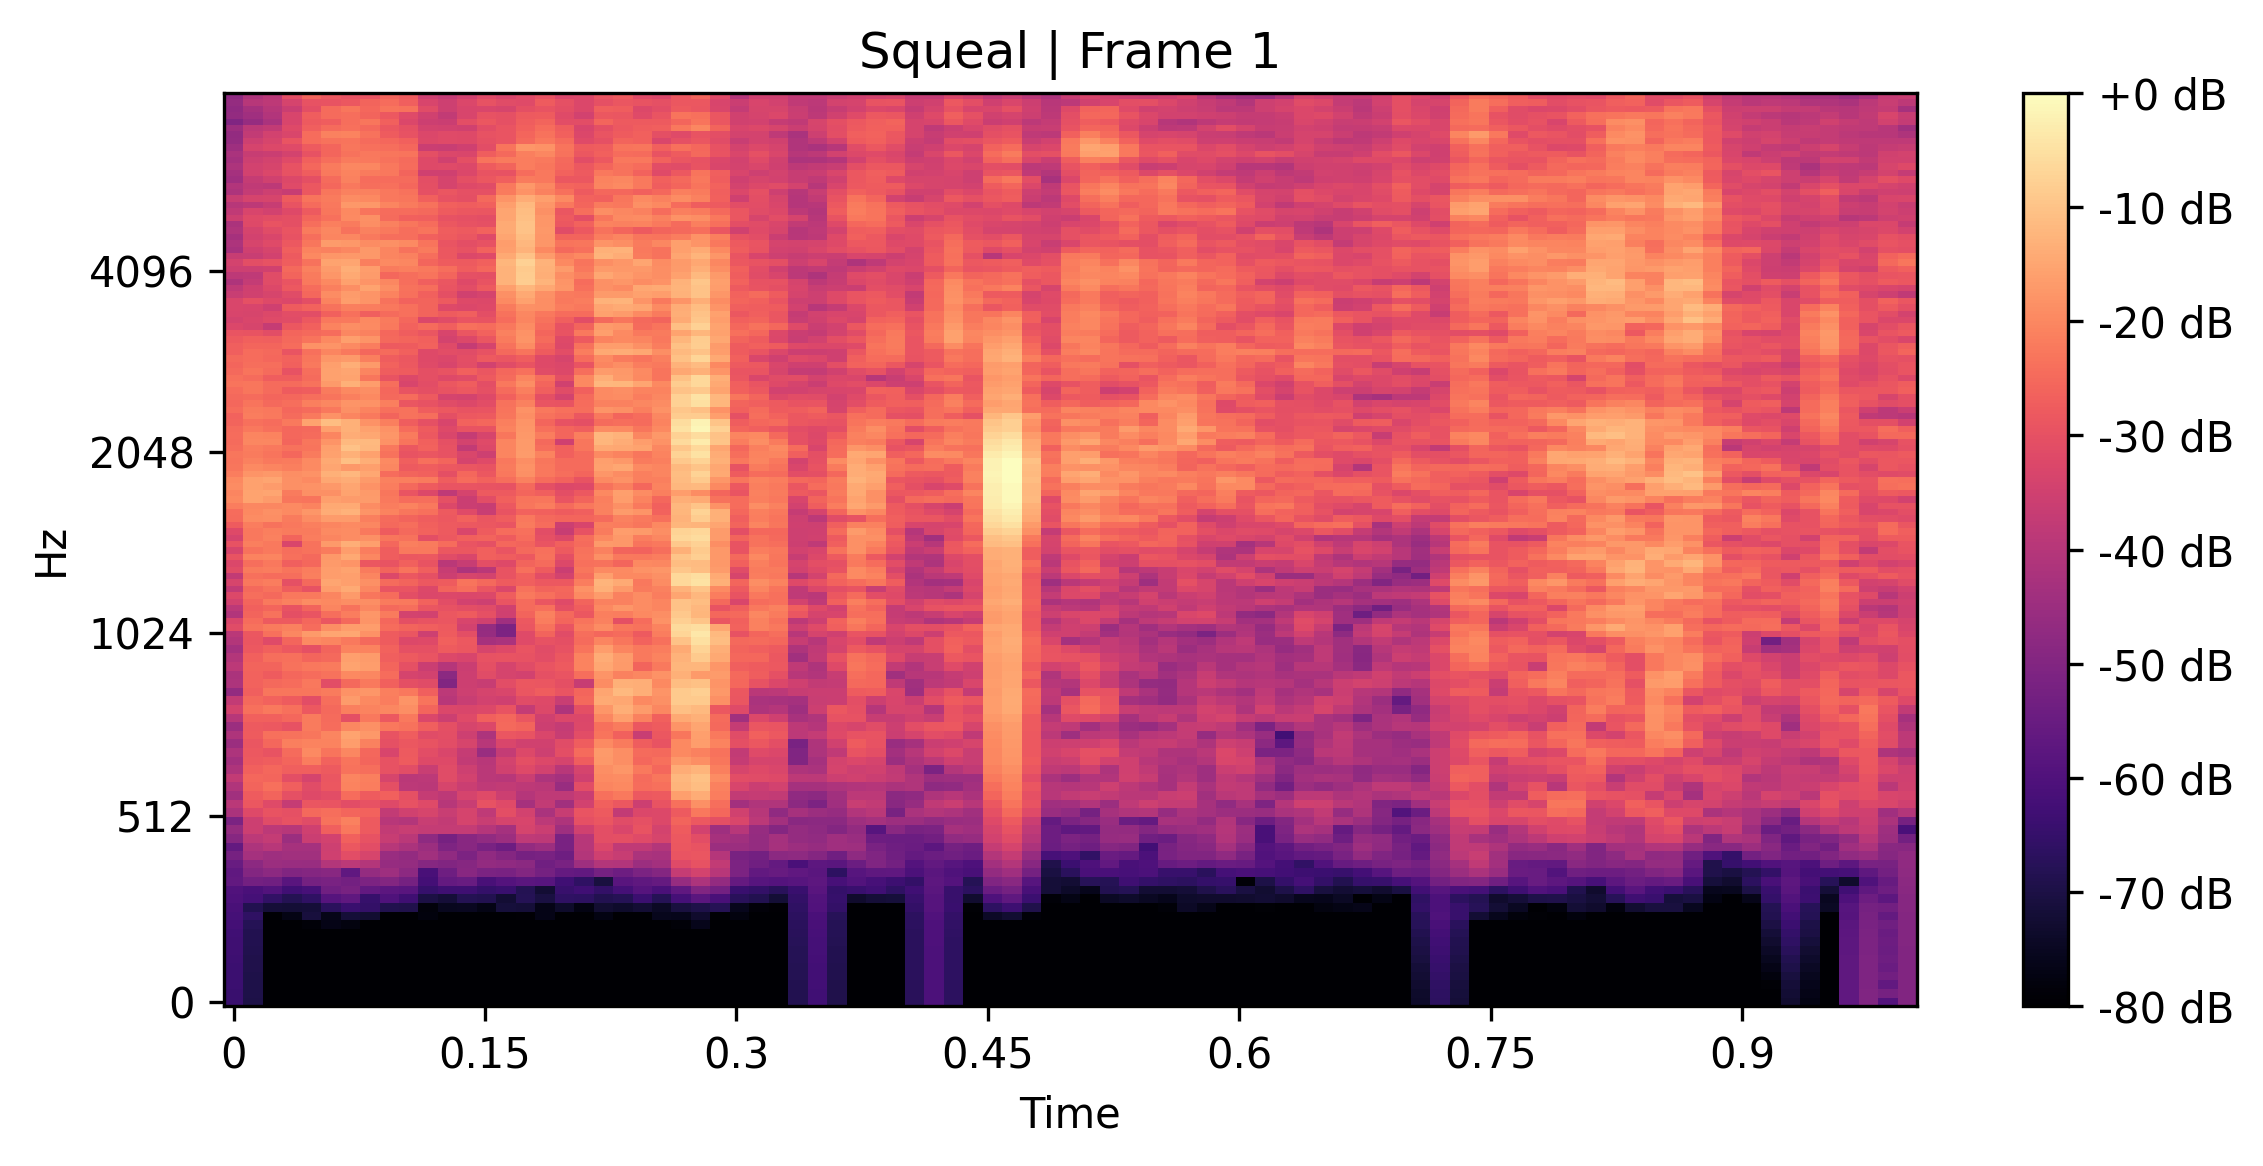 Squeal | Frame 1
+0 dB
-10 dB
4096
-20 dB
2048
-30 dB
Hz
-40 dB
1024
-50 dB
512
-60 dB
-70 dB
0
-80 dB
0 0.15 0.3 0.45 0.6 0.75 0.9
Time